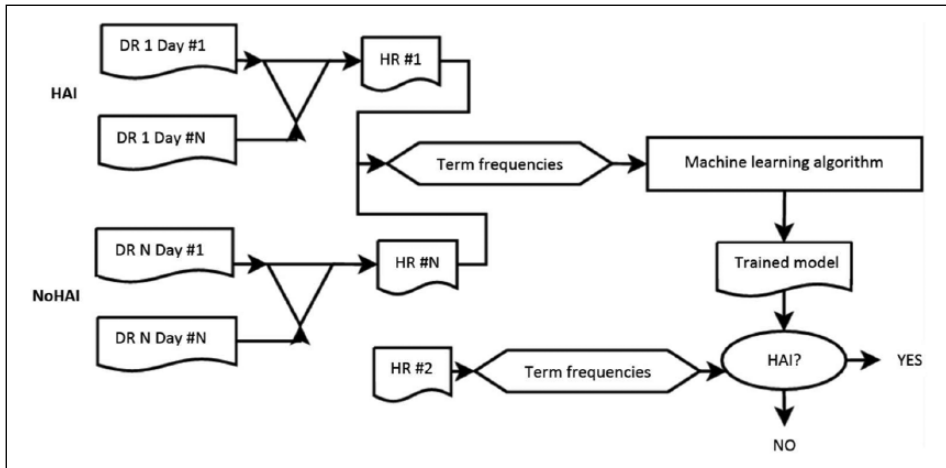 DR 1 Day #1
HR #1
HAI
DR 1 Day #N
Term frequencies
Machine learning algorithm
DR N Day #1
HR #N
Trained model
NoHAI
DR N Day #N
HR #2
Term frequencies
HAI?
YES
NO